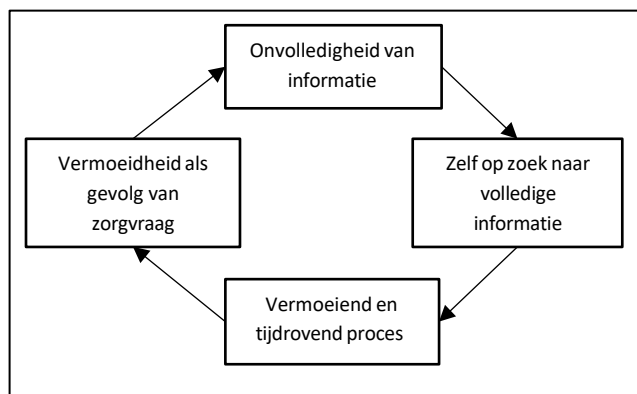 Onvolledigheid van
informatie
Vermoeidheid als
gevolg van
zorgvraag
Zelf op zoek naar
volledige
informatie
Vermoeiend en
tijdrovend proces